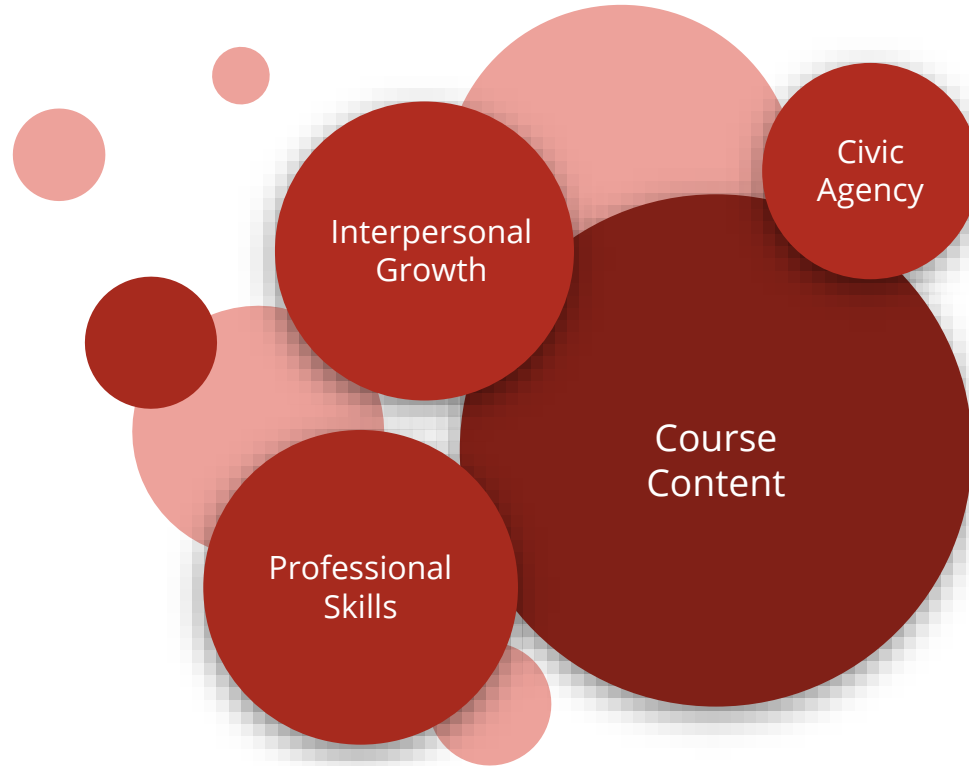 Civic
Agency
Interpersonal
Growth
Course
Content
Professional
Skills